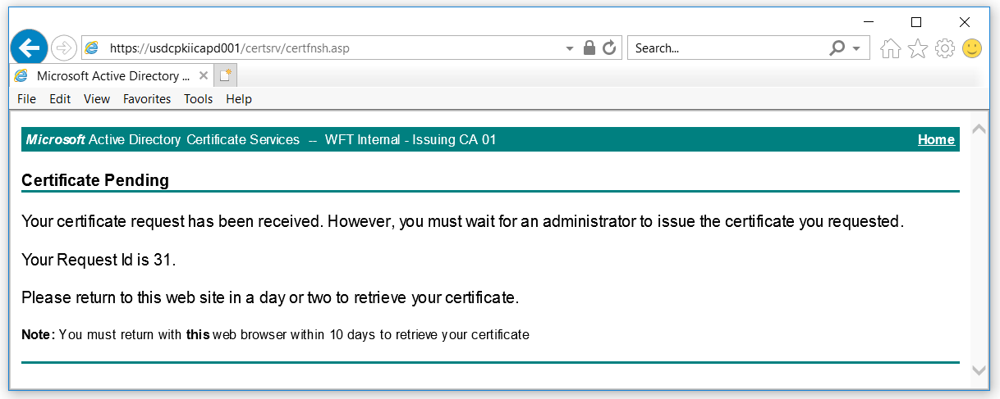 https://usdcpkiicapd001/certsrv/certfnsh.asp
Search...
Microsoft Active Directory ...
File Edit View Favorites Tools Help
Microsoft Active Directory Certificate Services -- WFT Internal - Issuing CA 01 Home
Certificate Pending
Your certificate request has been received. However, you must wait for an administrator to issue the certificate you requested.
Your Request Id is 31.
Please return to this web site in a day or two to retrieve your certificate.
Note: You must return with this web browser within 10 days to retrieve your certificate